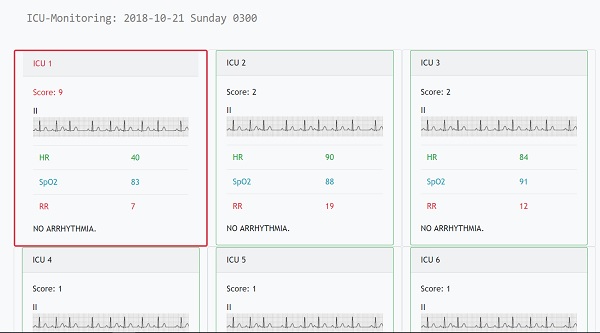 ICU-Monitoring: 2018-10-21 Sunday 0300
ICU 1
Score: 9
II
HR 40
SpO2 83
RR 7
NO ARRHYTHMIA.
ICU 2
Score: 2
II
HR 90
SpO2 88
RR 19
NO ARRHYTHMIA.
ICU 3
Score: 2
II
HR 84
SpO2 91
RR 12
NO ARRHYTHMIA.
ICU 4
Score: 1
II
ICU 5
Score: 1
II
ICU 6
Score: 1
II